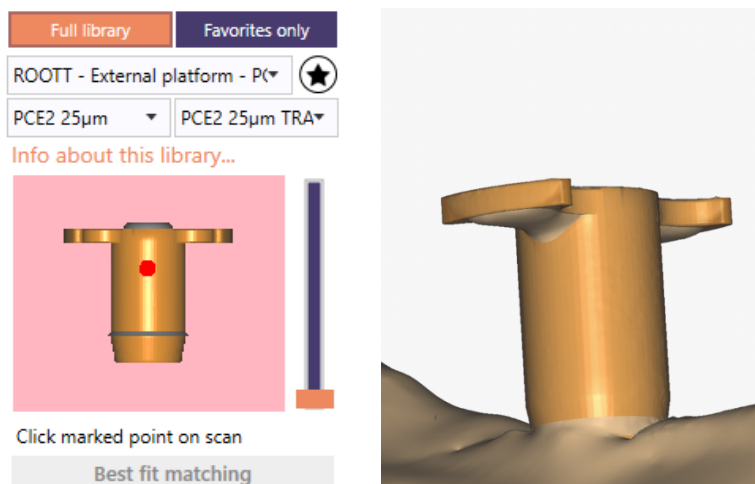 Full library
Favorites only
ROOTT - External platform - P(
PCE2 25µm
PCE2 25µm TRA
Info about this library...
Click marked point on scan
Best fit matching